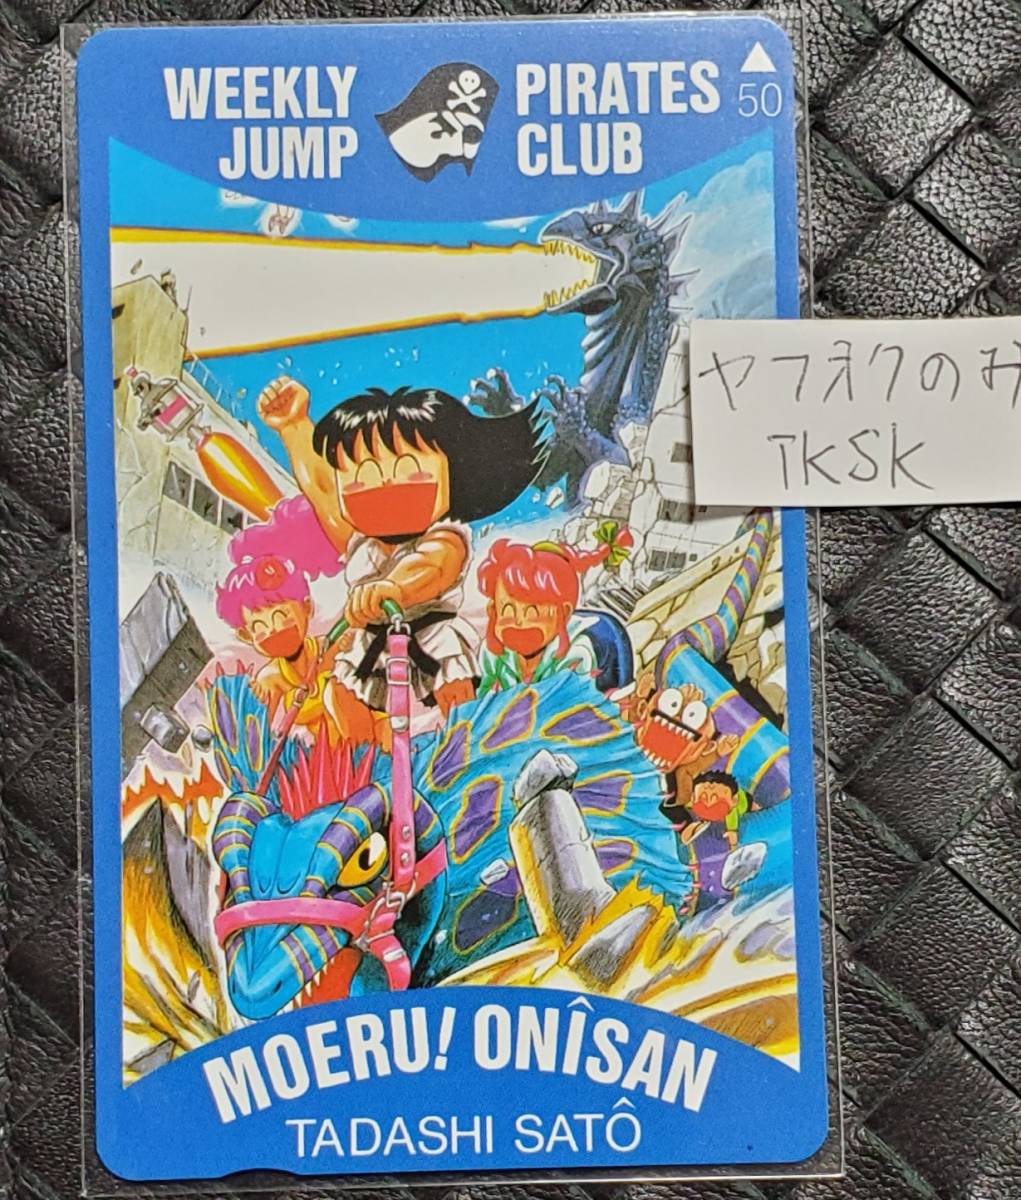 WEEKLY JUMP
PIRATES CLUB
50
ヤフオクのみ
TKSK
MOERU! ONÎSAN
TADASHI SATÔ